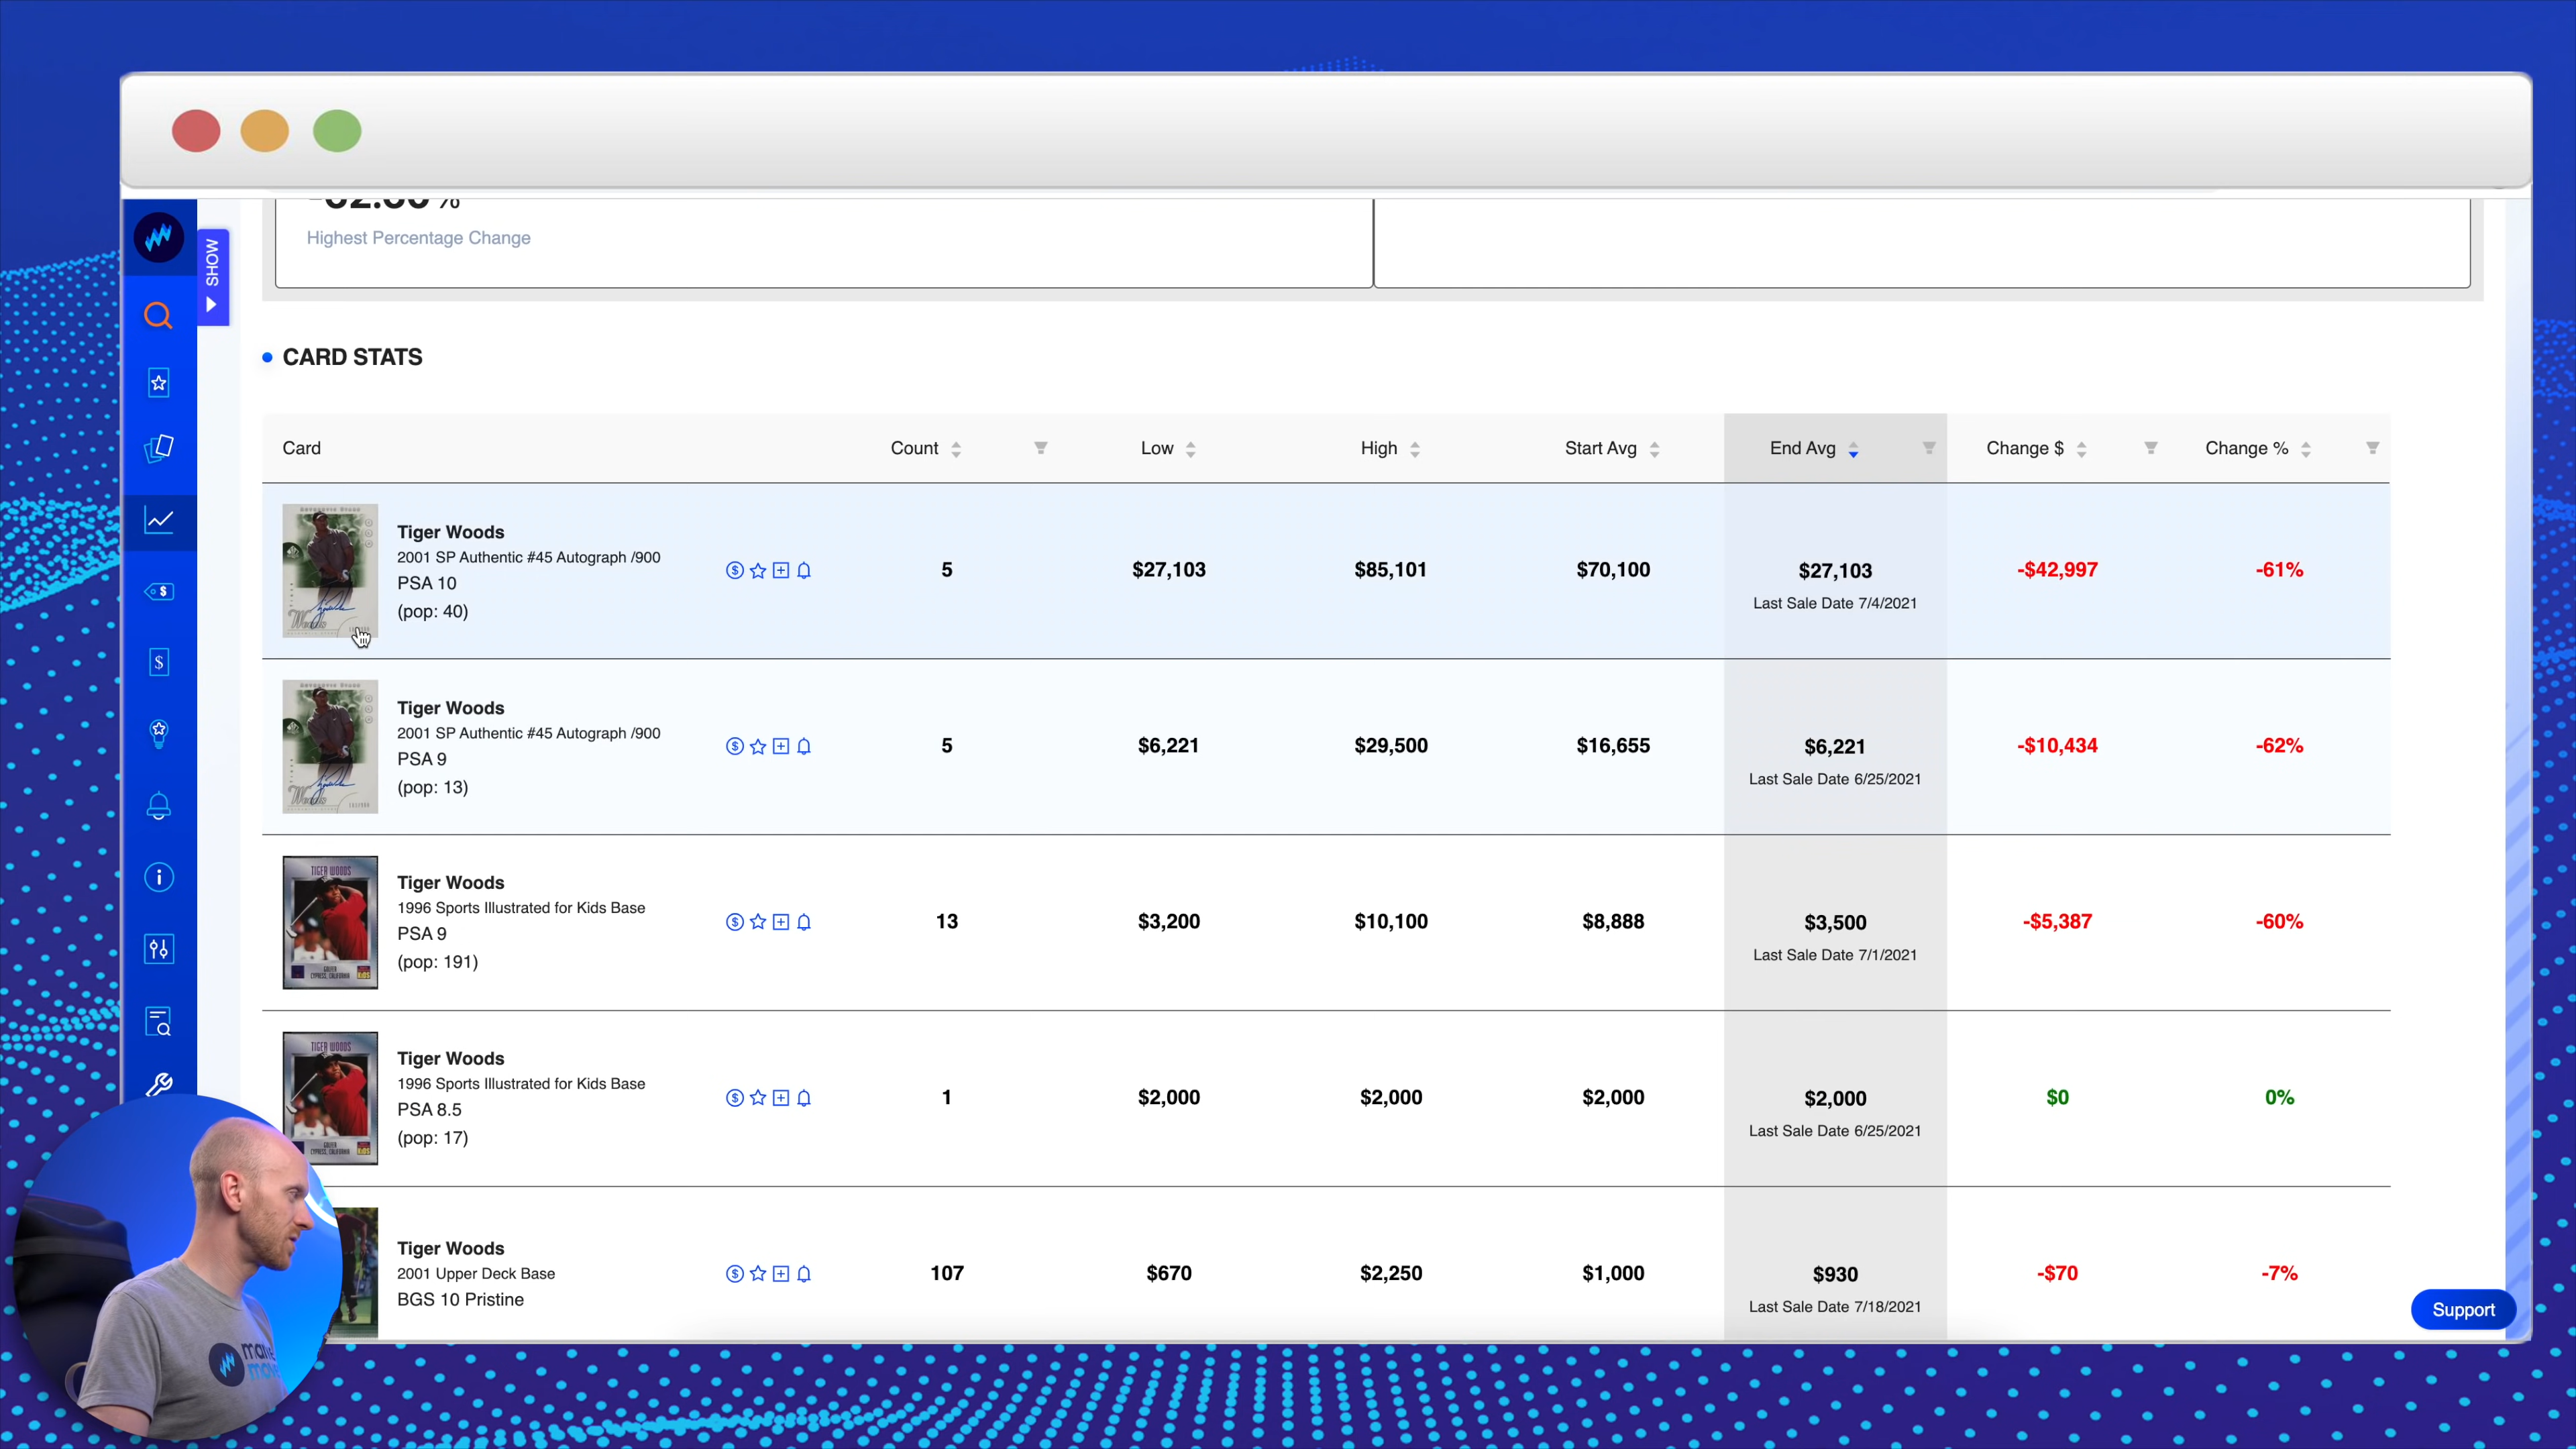 Highest Percentage Change
SHOW
CARD STATS
Card Count Low High Start Avg End Avg Change $ Change %
Tiger Woods
2001 SP Authentic #45 Autograph /900
PSA 10
(pop: 40)
5 $27,103 $85,101 $70,100 $27,103 -$42,997 -61%
Last Sale Date 7/4/2021
Tiger Woods
2001 SP Authentic #45 Autograph /900
PSA 9
(pop: 13)
5 $6,221 $29,500 $16,655 $6,221 -$10,434 -62%
Last Sale Date 6/25/2021
TIGER WOODS
Tiger Woods
1996 Sports Illustrated for Kids Base
PSA 9
(pop: 191)
13 $3,200 $10,100 $8,888 $3,500 -$5,387 -60%
Last Sale Date 7/1/2021
TIGER WOODS
Tiger Woods
1996 Sports Illustrated for Kids Base
PSA 8.5
(pop: 17)
1 $2,000 $2,000 $2,000 $2,000 $0 0%
Last Sale Date 6/25/2021
Tiger Woods
2001 Upper Deck Base
BGS 10 Pristine
107 $670 $2,250 $1,000 $930 -$70 -7%
Last Sale Date 7/18/2021
Support